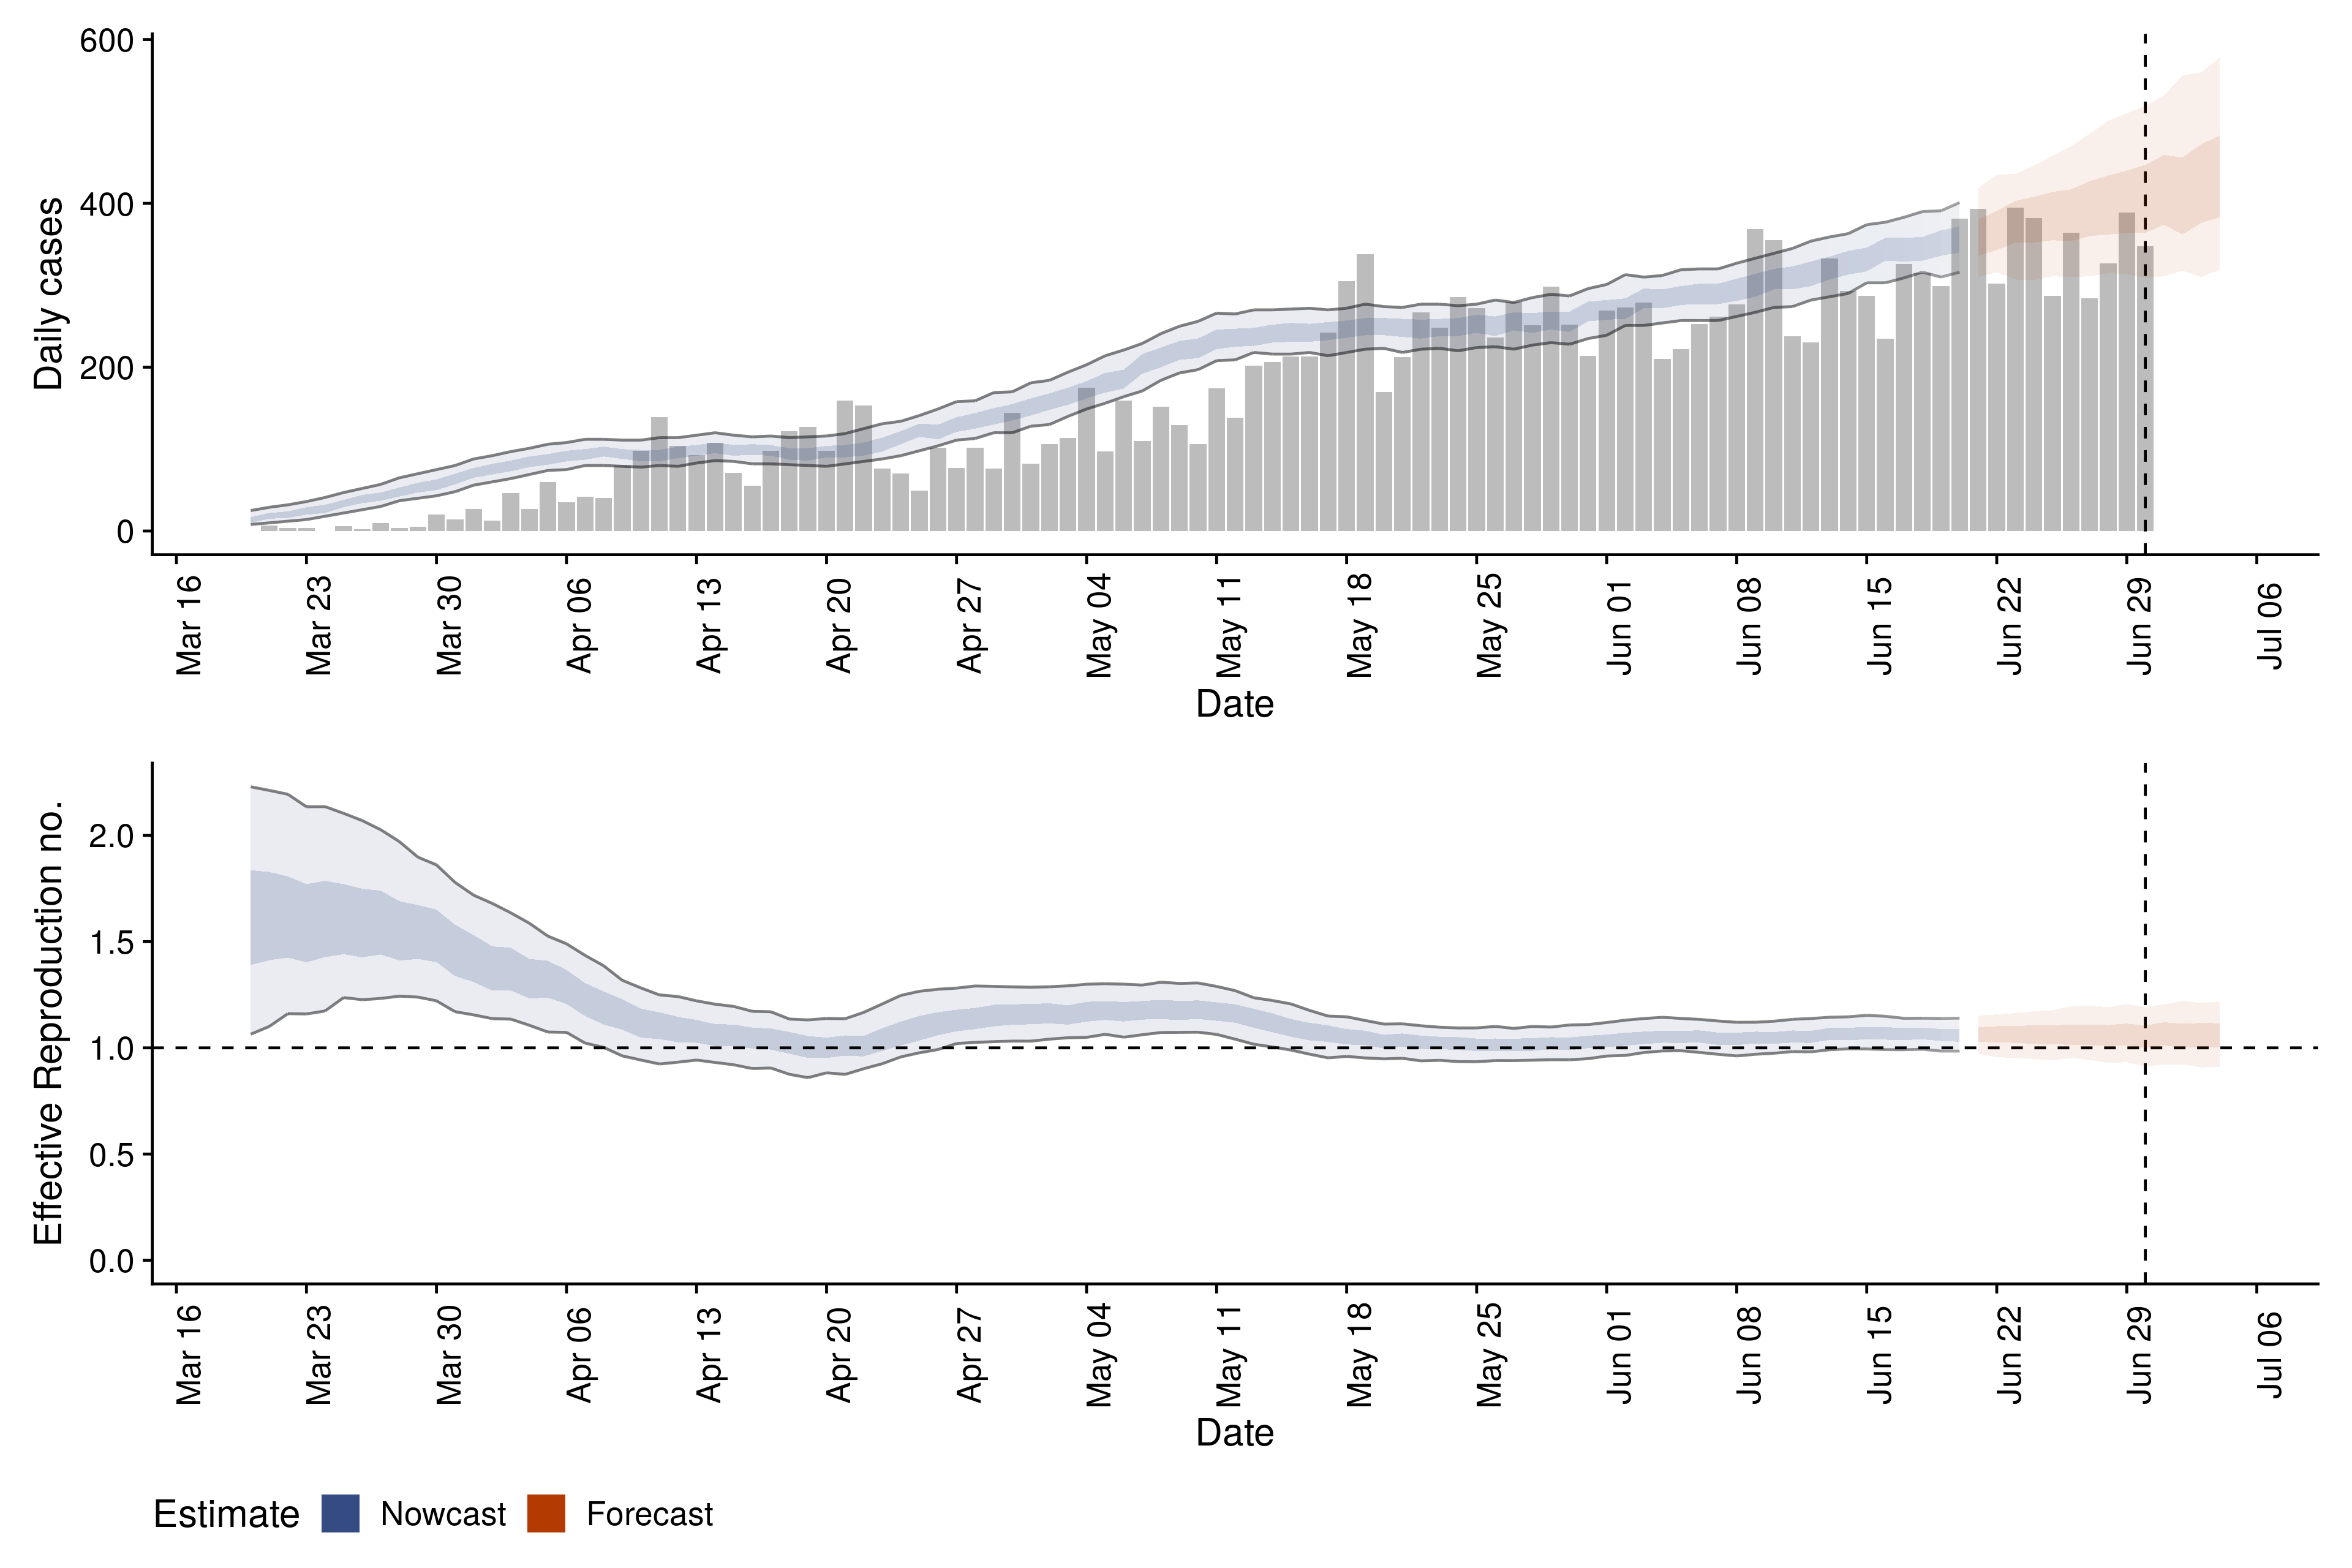 600
400
200
0
Daily cases
Mar 16
Mar 23
Mar 30
Apr 06
Apr 13
Apr 20
Apr 27
May 04
May 11
May 18
May 25
Jun 01
Jun 08
Jun 15
Jun 22
Jun 29
Jul 06
Date
2.0
1.5
1.0
0.5
0.0
Effective Reproduction no.
Mar 16
Mar 23
Mar 30
Apr 06
Apr 13
Apr 20
Apr 27
May 04
May 11
May 18
May 25
Jun 01
Jun 08
Jun 15
Jun 22
Jun 29
Jul 06
Date
Estimate Nowcast Forecast